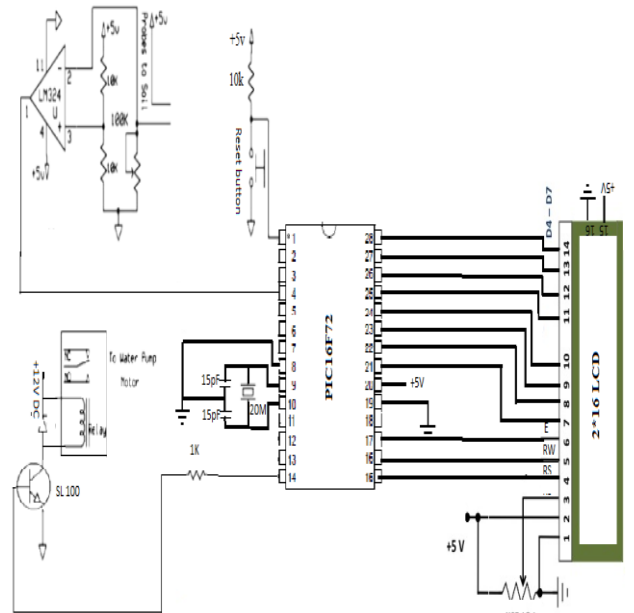 +5v
+5u
11
-
2
LM324
U
+
1
4
3
+5u
10K
10K
100K
Probes to Soil
+5v
10k
Reset button
PIC16F72
1
2
3
4
5
6
7
8
9
10
11
12
13
14
28
27
26
25
24
23
22
21
20
19
18
17
16
+5V
15pF
15pF
20M
1K
+12V DC
NC
NO
To Water Pump
Motor
Relay
SL 100
D4 - D7
+5V
16
15
14
13
12
11
10
9
8
7
6
5
4
3
2
1
E
RW
RS
2*16 LCD
+5 V